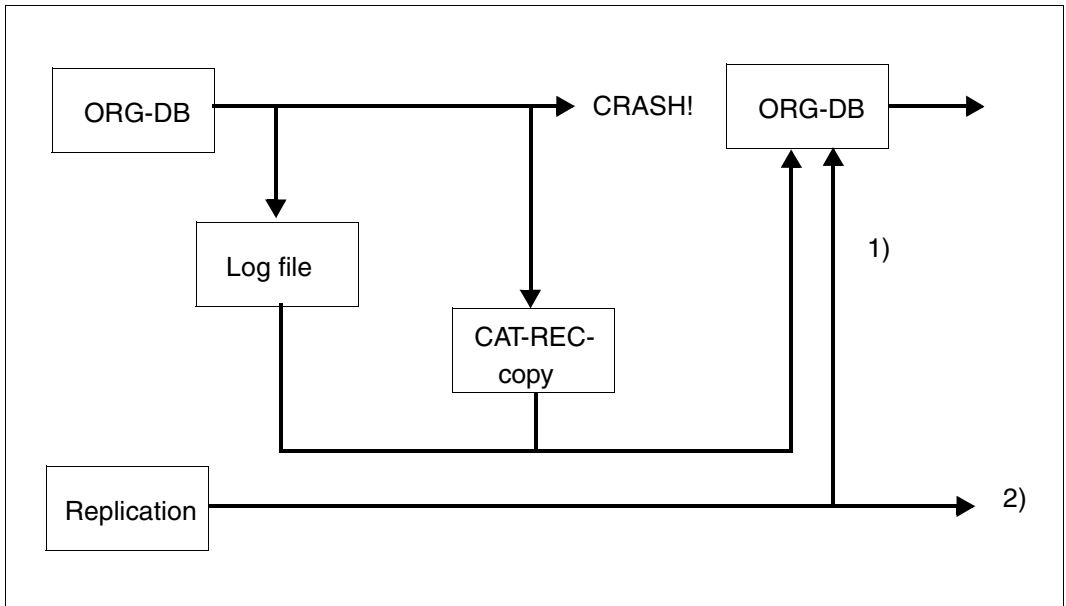 ORG-DB
CRASH!
ORG-DB
Log file
1)
CAT-REC-
copy
Replication
2)